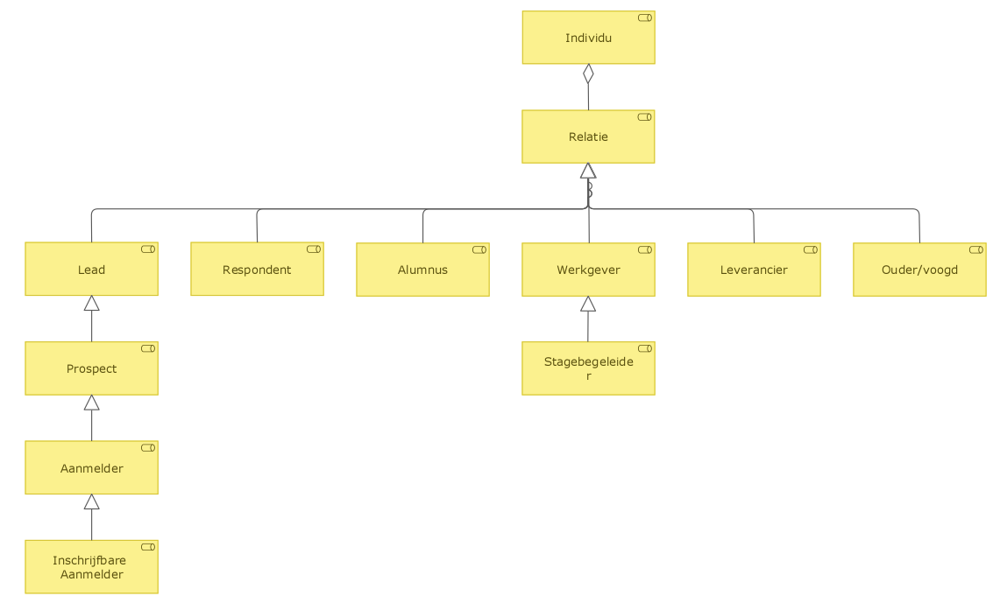 Individu
Relatie
Lead
Respondent
Alumnus
Werkgever
Leverancier
Ouder/voogd
Prospect
Stagebegeleide
r
Aanmelder
Inschrijfbare
Aanmelder